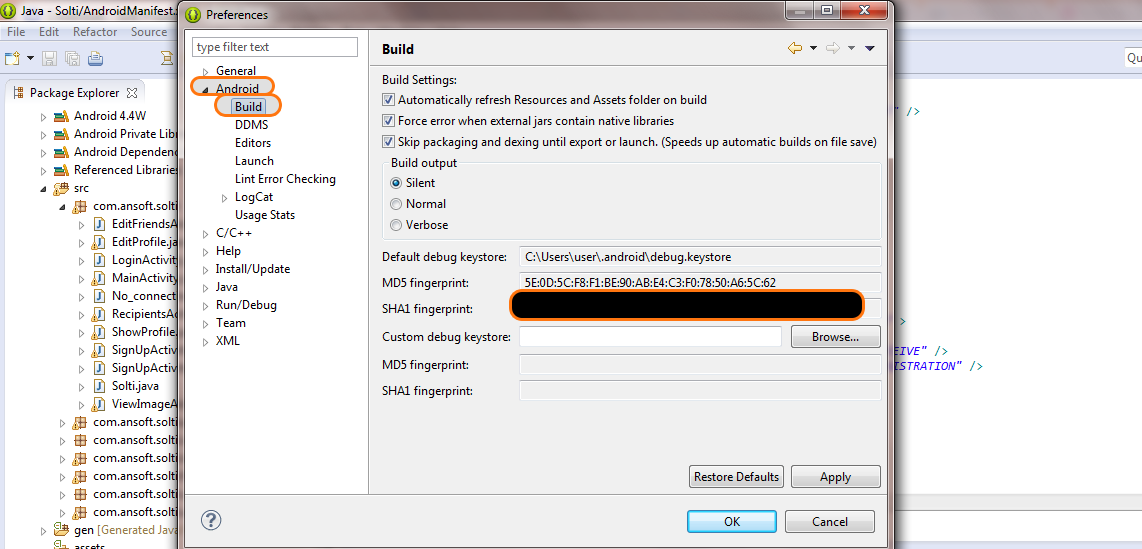 Java - Solti/AndroidManifest.
File Edit Refactor Source
Package Explorer
Android 4.4W
Android Private Lib
Android Dependenc
Referenced Libraries
src
com.ansoft.solti
EditFriendsA
EditProfile.ja
LoginActivity
MainActivity
No_connect
RecipientsAc
ShowProfile.
SignUpActivi
SignUpActivi
Solti.java
ViewImageA
com.ansoft.solti
com.ansoft.solti
com.ansoft.solti
com.ansoft.solti
com.ansoft.solti
com.ansoft.solti
gen [Generated Java
assets
Preferences
type filter text
General
Android
Build
DDMS
Editors
Launch
Lint Error Checking
LogCat
Usage Stats
C/C++
Help
Install/Update
Java
Run/Debug
Team
XML
Build
Build Settings:
Automatically refresh Resources and Assets folder on build
Force error when external jars contain native libraries
Skip packaging and dexing until export or launch. (Speeds up automatic builds on file save)
Build output
Silent
Normal
Verbose
Default debug keystore: C:\Users\user\.android\debug.keystore
MD5 fingerprint: 5E:0D:5C:F8:F1:BE:90:AB:E4:C3:F0:78:50:A6:5C:62
SHA1 fingerprint:
Custom debug keystore: Browse...
MD5 fingerprint:
SHA1 fingerprint:
Restore Defaults Apply
OK Cancel
Qu
" />
>
EIVE" />
ISTRATION" />